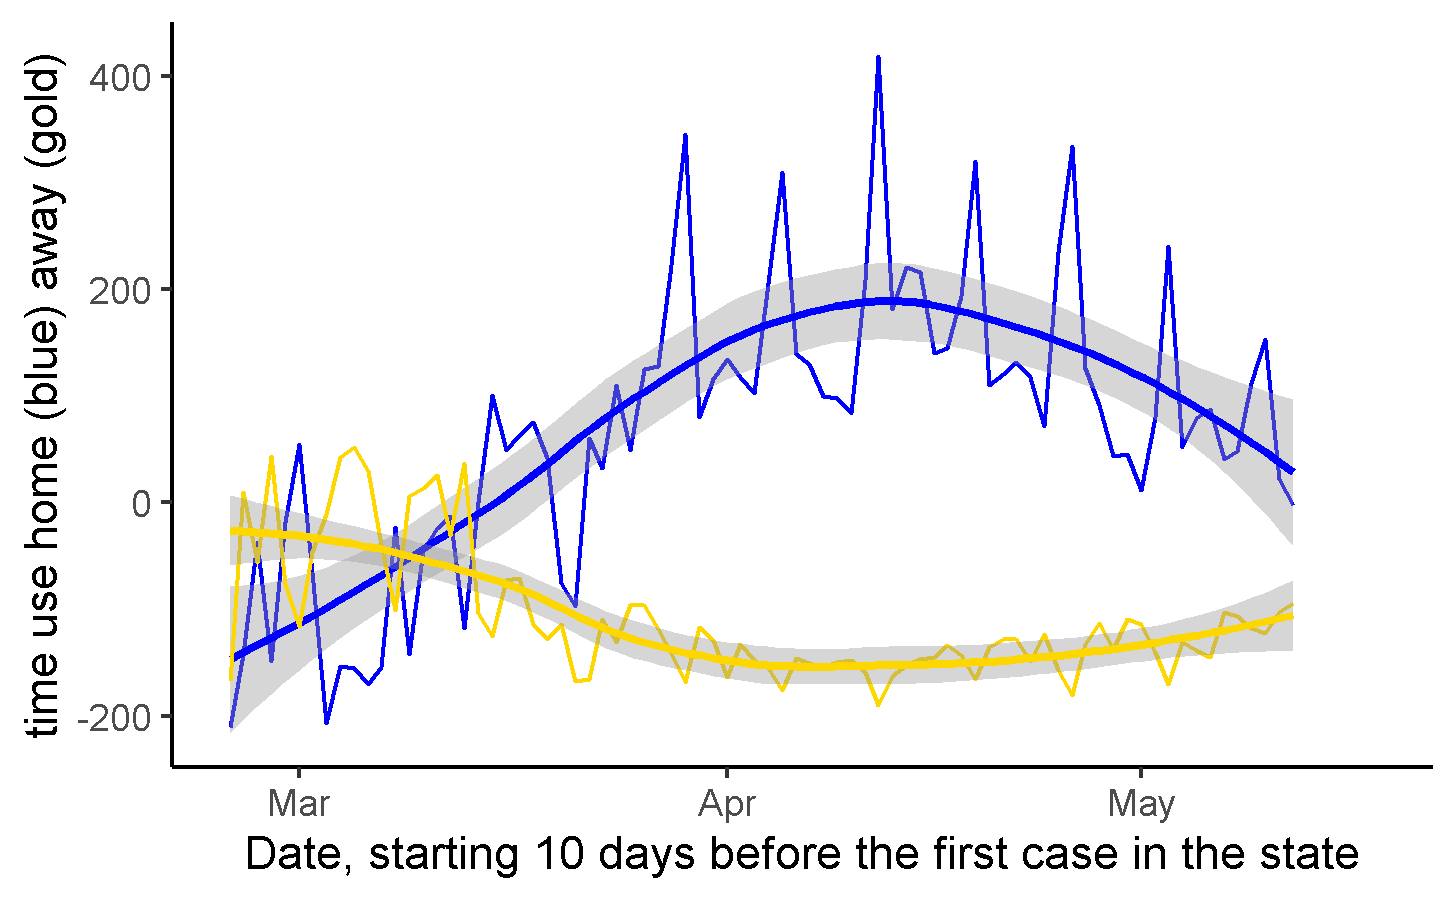 time use home (blue) away (gold)
400
200
0
-200
Mar
Apr
May
Date, starting 10 days before the first case in the state